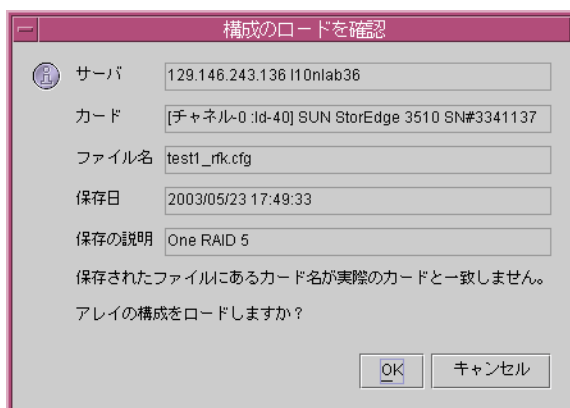 構成のロードを確認
サーバ 129.146.243.136 l10nlab36
カード [チャネル-0 :Id-40] SUN StorEdge 3510 SN#3341137
ファイル名 test1_rfk.cfg
保存日 2003/05/23 17:49:33
保存の説明 One RAID 5
保存されたファイルにあるカード名が実際のカードと一致しません。
アレイの構成をロードしますか？
OK キャンセル